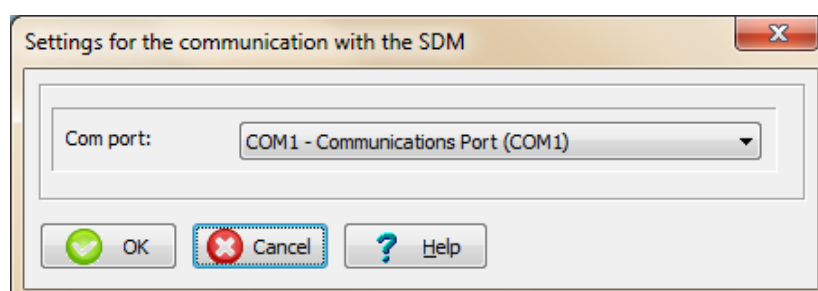 Settings for the communication with the SDM
Com port: COM1 - Communications Port (COM1)
OK Cancel Help